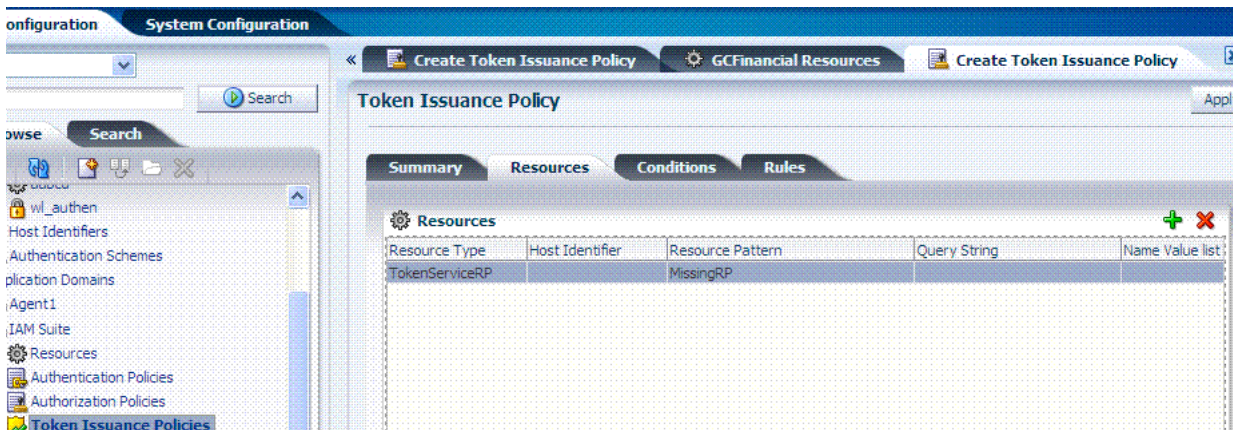 onfiguration System Configuration
Search
owse Search
wl_authen
Host Identifiers
Authentication Schemes
plication Domains
Agent1
IAM Suite
Resources
Authentication Policies
Authorization Policies
Token Issuance Policies
« Create Token Issuance Policy GCFinancial Resources Create Token Issuance Policy
Token Issuance Policy Appl
Summary Resources Conditions Rules
Resources
Resource Type Host Identifier Resource Pattern Query String Name Value list
TokenServiceRP MissingRP